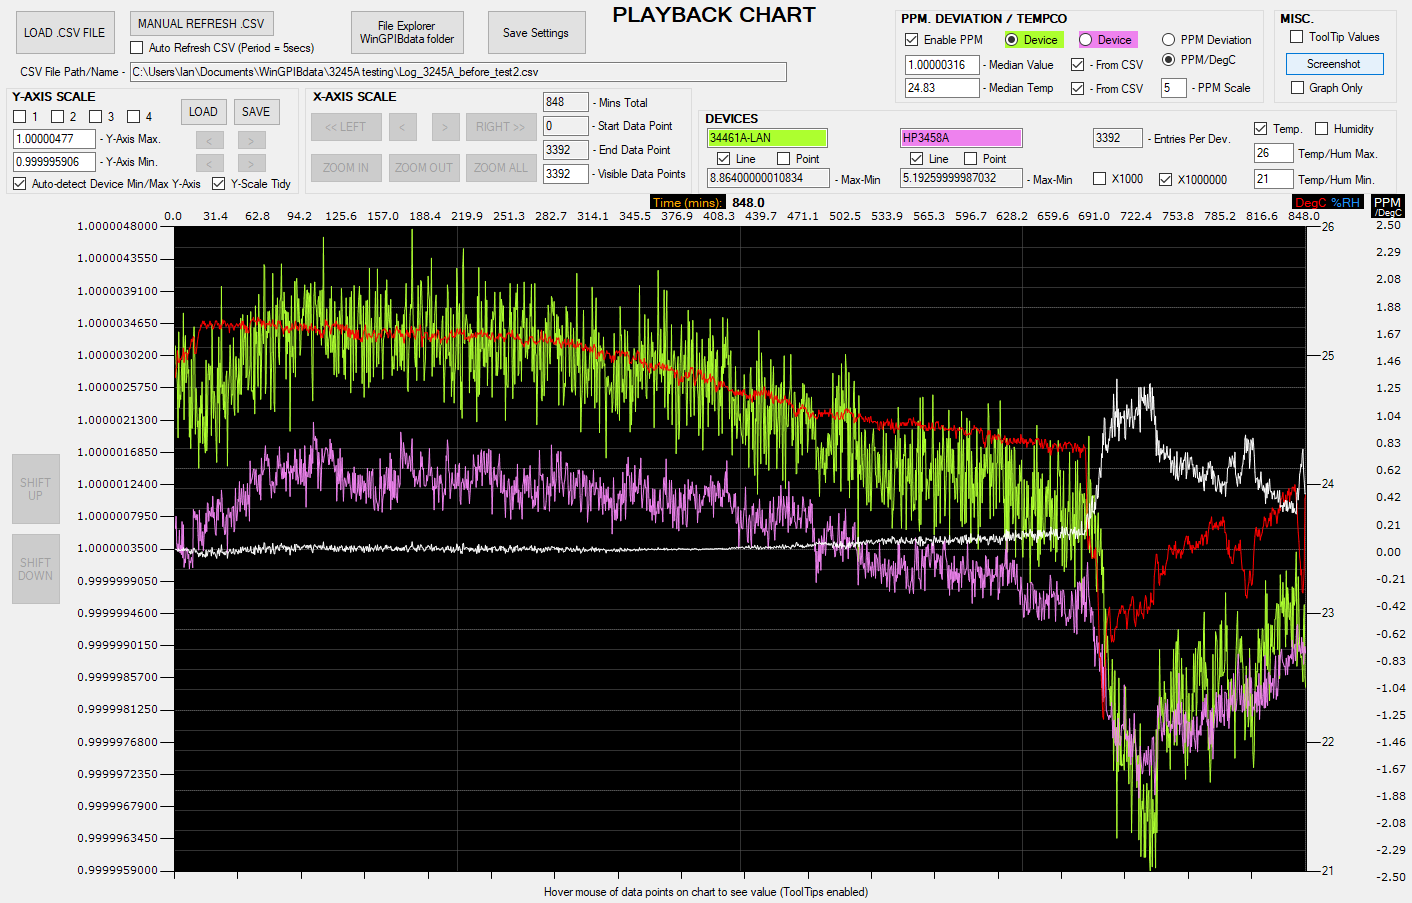 PLAYBACK CHART
LOAD .CSV FILE
MANUAL REFRESH .CSV
Auto Refresh CSV (Period = 5secs)
File Explorer
WinGPIBdata folder
Save Settings
CSV File Path/Name -
C:\Users\Ian\Documents\WinGPIBdata\3245A testing\Log_3245A_before_test2.csv
PPM. DEVIATION / TEMPCO
Enable PPM
Device
Device
PPM Deviation
1.00000316
- Median Value
- From CSV
PPM/DegC
24.83
- Median Temp
- From CSV
5
- PPM Scale
MISC.
ToolTip Values
Screenshot
Graph Only
Y-AXIS SCALE
1
2
3
4
LOAD
SAVE
1.00000477
- Y-Axis Max.
<
>
0.999995906
- Y-Axis Min.
<
>
Auto-detect Device Min/Max Y-Axis
Y-Scale Tidy
X-AXIS SCALE
<< LEFT
<
>
RIGHT >>
ZOOM IN
ZOOM OUT
ZOOM ALL
848
- Mins Total
0
- Start Data Point
3392
- End Data Point
3392
- Visible Data Points
DEVICES
34461A-LAN
HP3458A
3392
- Entries Per Dev.
Temp.
Humidity
Line
Point
Line
Point
26
Temp/Hum Max.
8.86400000010834
- Max-Min
5.19259999987032
- Max-Min
X1000
X1000000
21
Temp/Hum Min.
Time (mins):
848.0
DegC
%RH
PPM
/DegC
0.0
31.4
62.8
94.2
125.6
157.0
188.4
219.9
251.3
282.7
314.1
345.5
376.9
408.3
439.7
471.1
502.5
533.9
565.3
596.7
628.2
659.6
691.0
722.4
753.8
785.2
816.6
848.0
1.0000048000
1.0000043550
1.0000039100
1.0000034650
1.0000030200
1.0000025750
1.0000021300
1.0000016850
1.0000012400
1.0000007950
1.0000003500
0.9999999050
0.9999994600
0.9999990150
0.9999985700
0.9999981250
0.9999976800
0.9999972350
0.9999967900
0.9999963450
0.9999959000
26
25
24
23
22
21
2.50
2.29
2.08
1.88
1.67
1.46
1.25
1.04
0.83
0.62
0.42
0.21
0.00
-0.21
-0.42
-0.62
-0.83
-1.04
-1.25
-1.46
-1.67
-1.88
-2.08
-2.29
-2.50
SHIFT
UP
SHIFT
DOWN
Hover mouse of data points on chart to see value (ToolTips enabled)